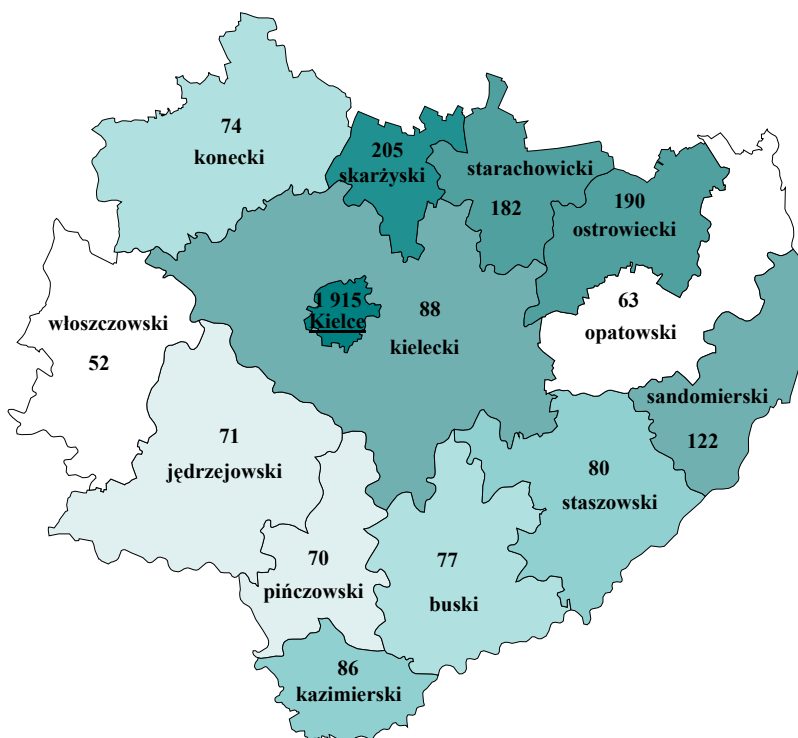 74
konecki
205
skarżyski
starachowicki
182
190
ostrowiecki
1 915
Kielce
88
kielecki
63
opatowski
włoszczowski
52
sandomierski
122
71
jędrzejowski
80
staszowski
70
pińczowski
77
buski
86
kazimierski